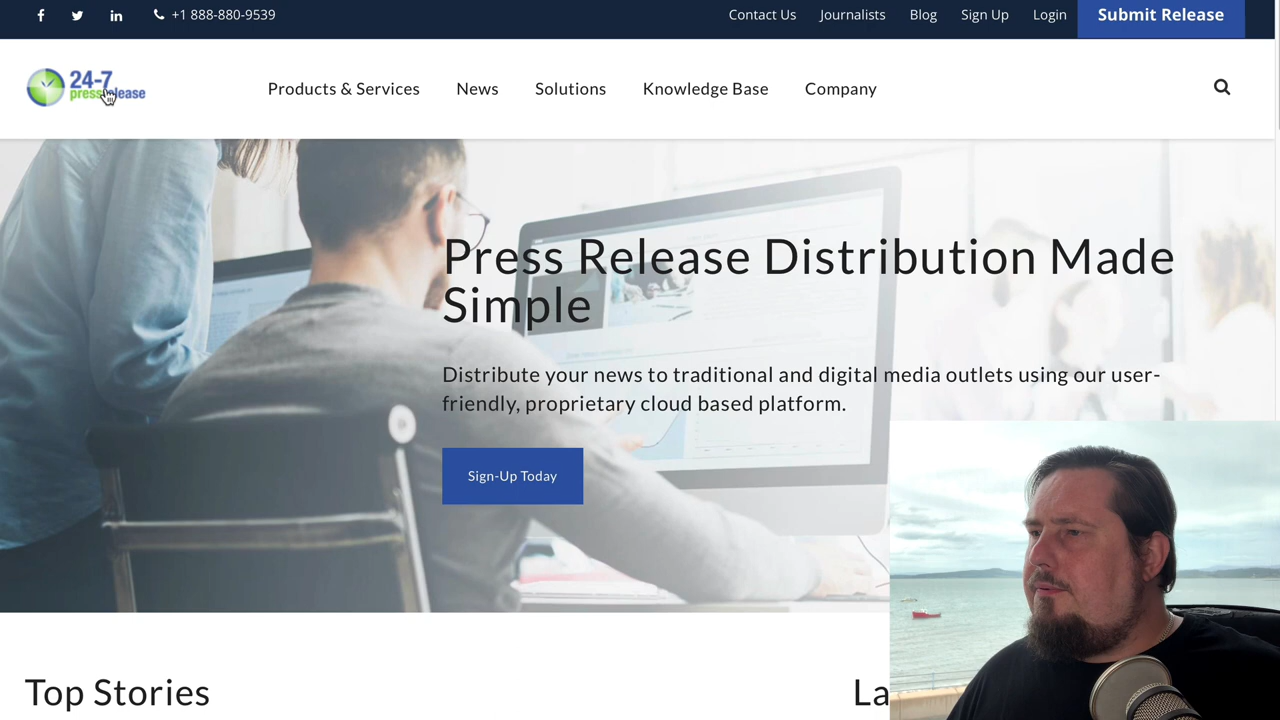 +1 888-880-9539
Contact Us
Journalists
Blog
Sign Up
Login
Submit Release
24-7
Products & Services
News
Solutions
Knowledge Base
Company
Press Release Distribution Made
Simple
Distribute your news to traditional and digital media outlets using our user-
friendly, proprietary cloud based platform.
Sign-Up Today
Top Stories